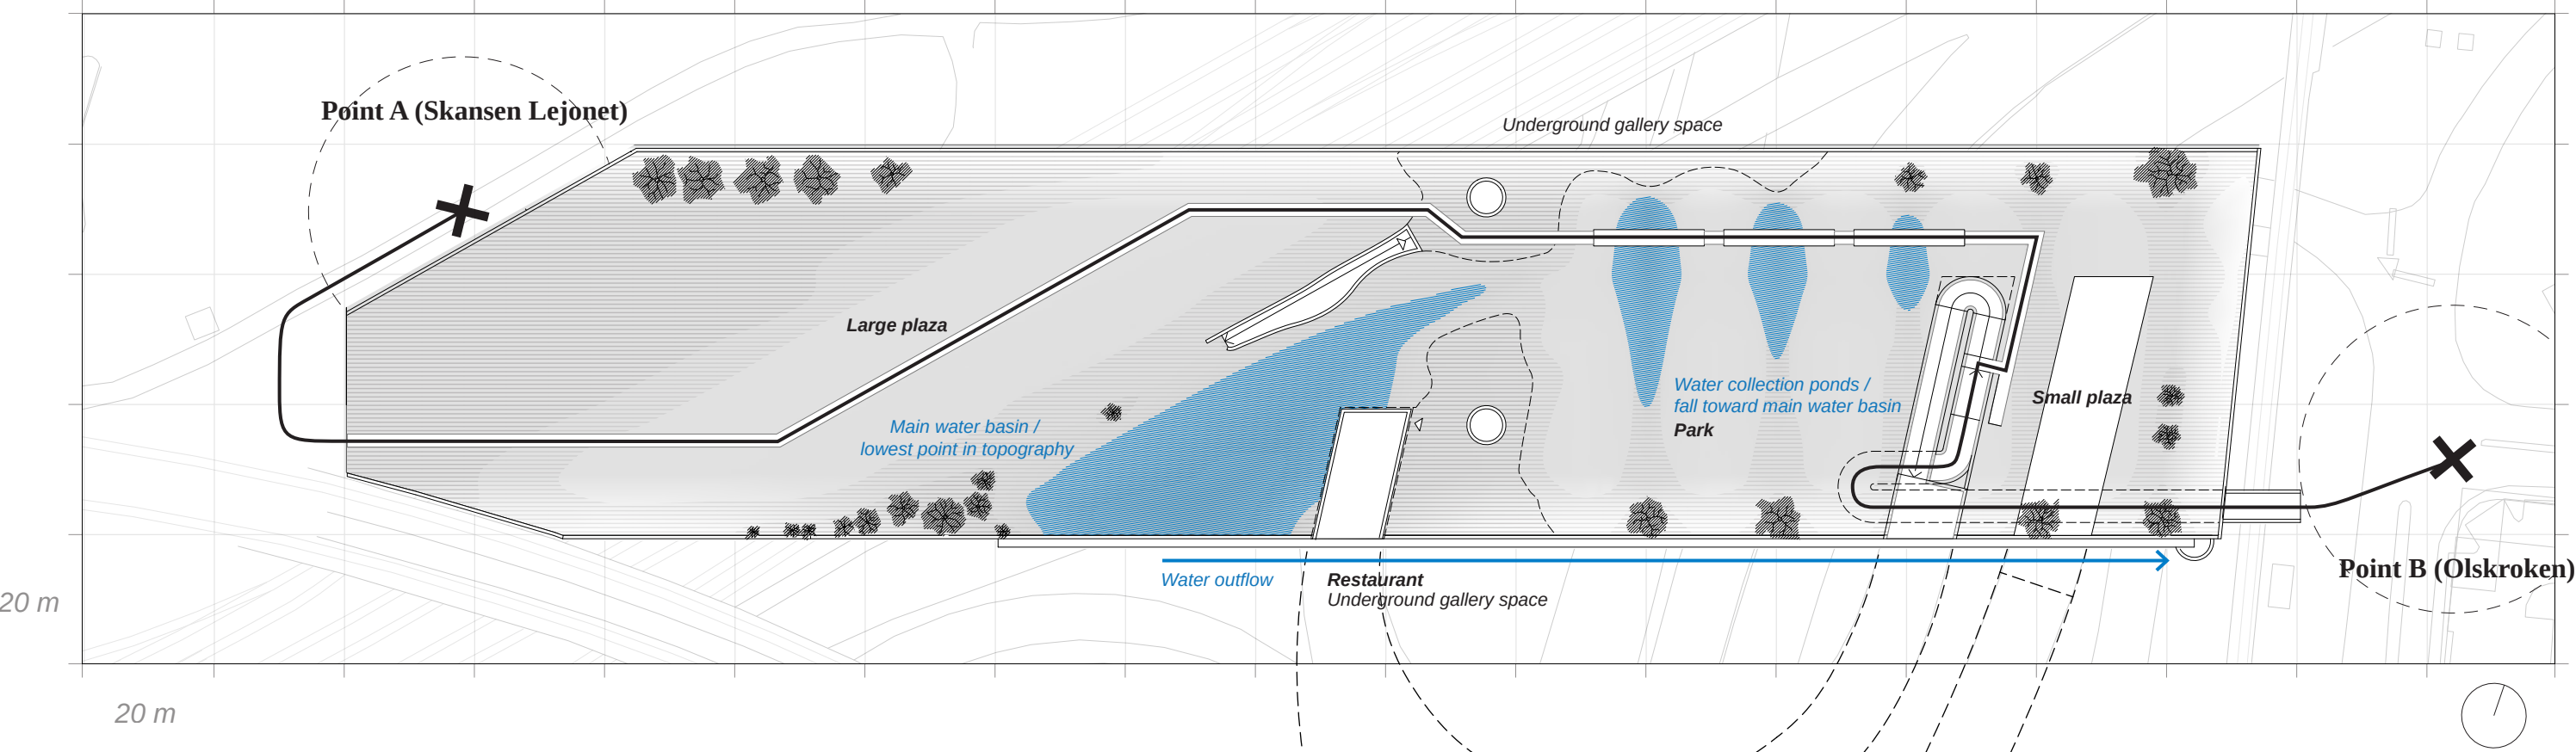 Point A (Skansen Lejonet)
Underground gallery space
Large plaza
Main water basin /
lowest point in topography
Water collection ponds /
fall toward main water basin
Park
Small plaza
Point B (Olskroken)
Water outflow
Restaurant
Underground gallery space
20 m
20 m